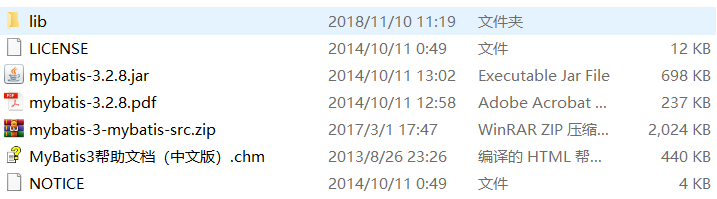 lib 2018/11/10 11:19 文件夹
LICENSE 2014/10/11 0:49 文件 12 KB
mybatis-3.2.8.jar 2014/10/11 13:02 Executable Jar File 698 KB
mybatis-3.2.8.pdf 2014/10/11 12:58 Adobe Acrobat ... 237 KB
mybatis-3-mybatis-src.zip 2017/3/1 17:47 WinRAR ZIP 压缩... 2,024 KB
MyBatis3帮助文档（中文版）.chm 2013/8/26 23:26 编译的 HTML 帮... 440 KB
NOTICE 2014/10/11 0:49 文件 4 KB